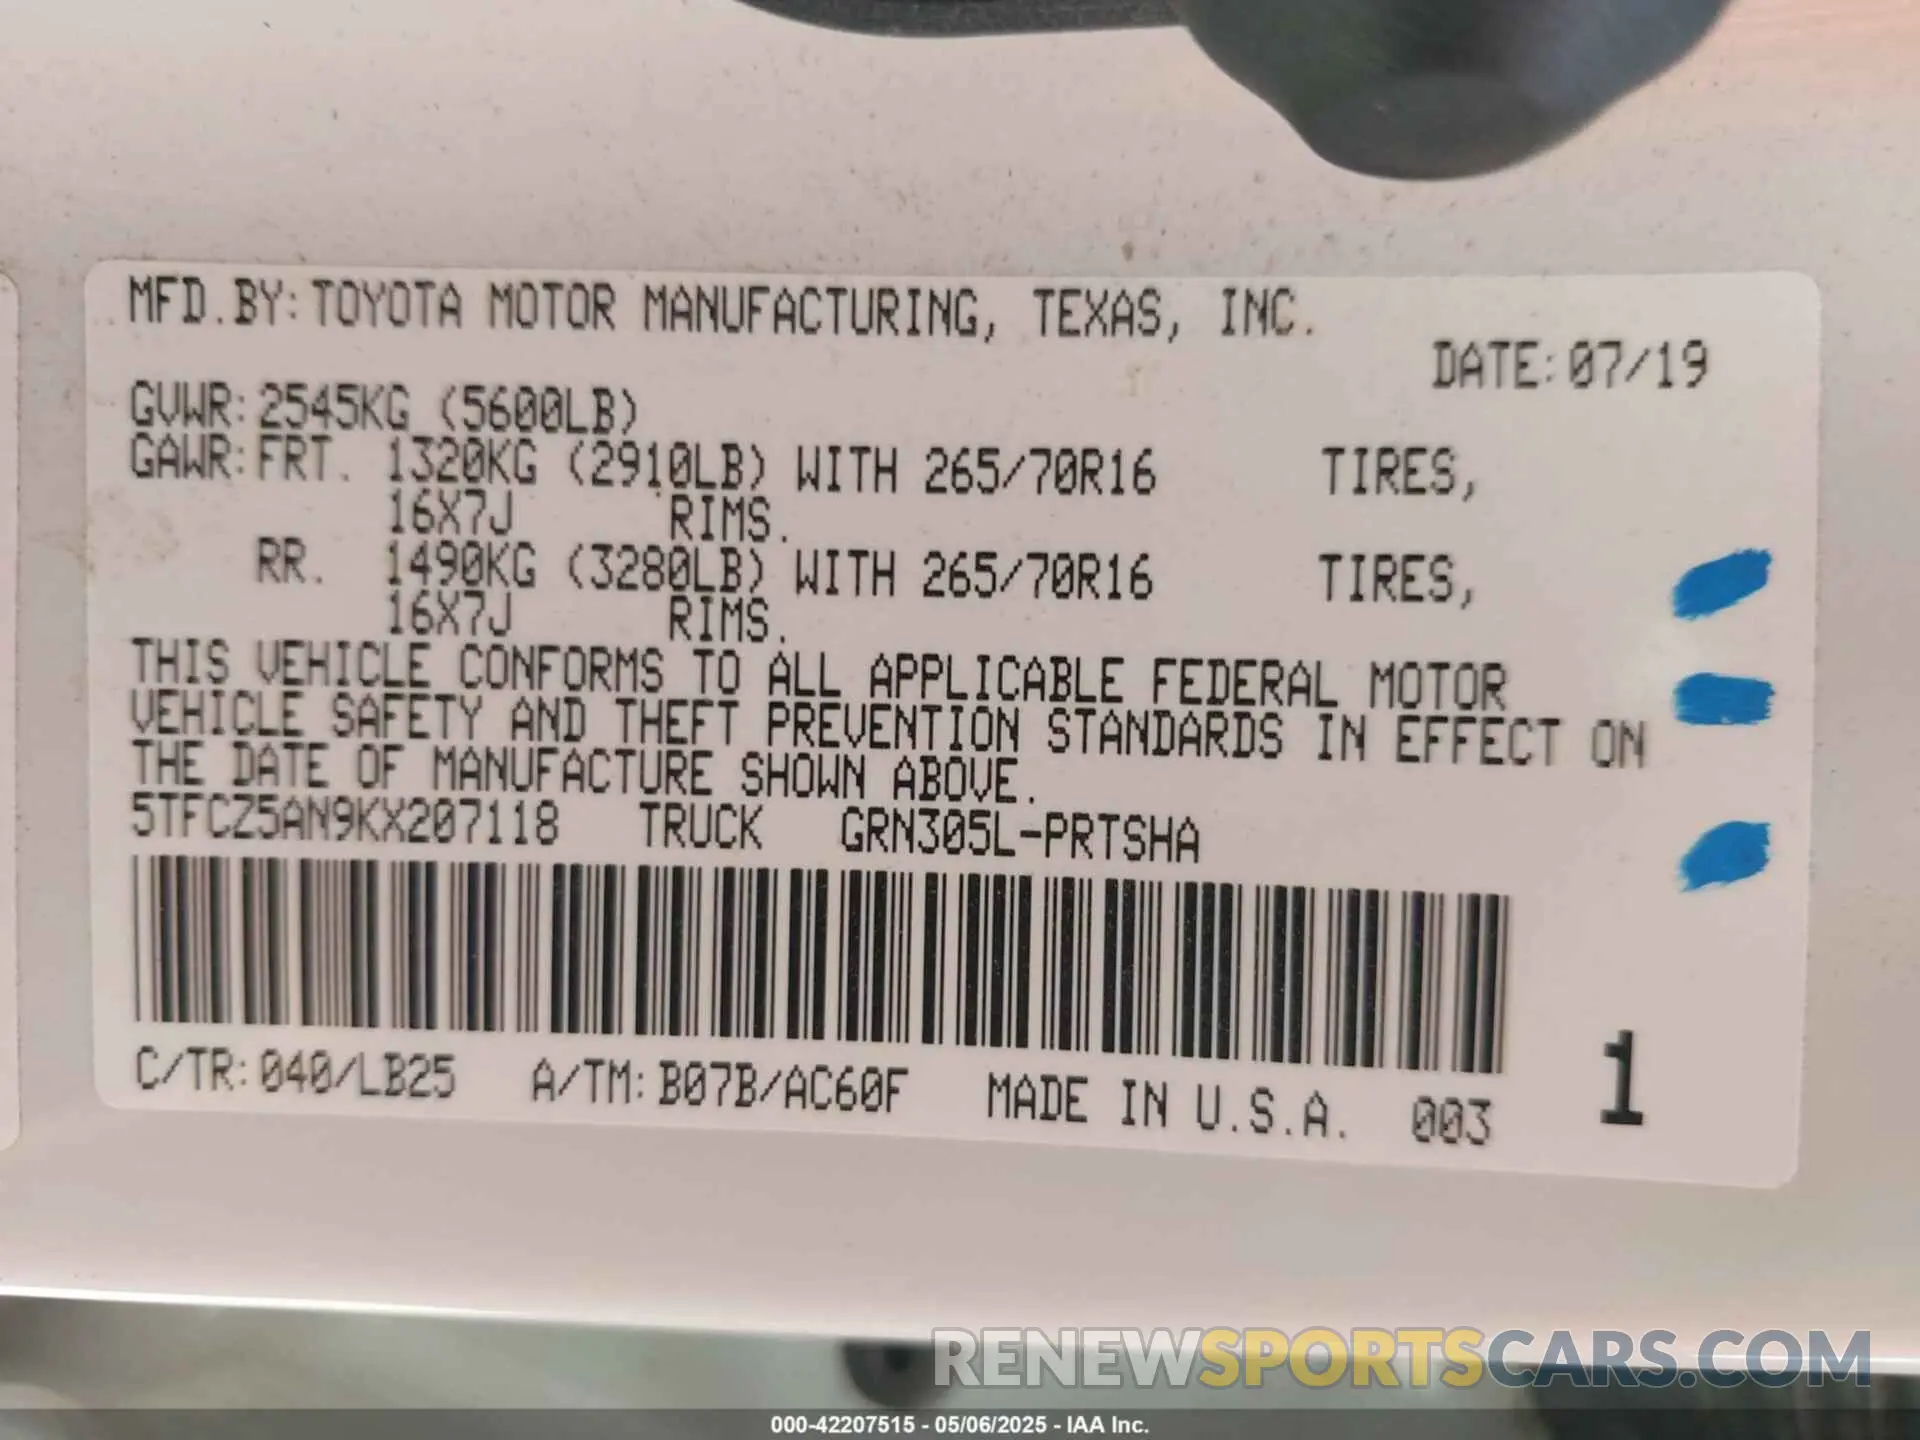 MFD.BY:TOYOTA MOTOR MANUFACTURING, TEXAS, INC.
DATE:07/19
GVWR:2545KG (5600LB)
GAWR:FRT. 1320KG (2910LB) WITH 265/70R16 TIRES,
16X7J RIMS.
RR. 1490KG (3280LB) WITH 265/70R16 TIRES,
16X7J RIMS.
THIS VEHICLE CONFORMS TO ALL APPLICABLE FEDERAL MOTOR
VEHICLE SAFETY AND THEFT PREVENTION STANDARDS IN EFFECT ON
THE DATE OF MANUFACTURE SHOWN ABOVE.
5TFCZ5AN9KX207118 TRUCK GRN305L-PRTSHA
C/TR:040/LB25 A/TM:B07B/AC60F MADE IN U.S.A. 003 1
RENEWSPORTSCARS.COM
000-42207515 - 05/06/2025 - IAA Inc.